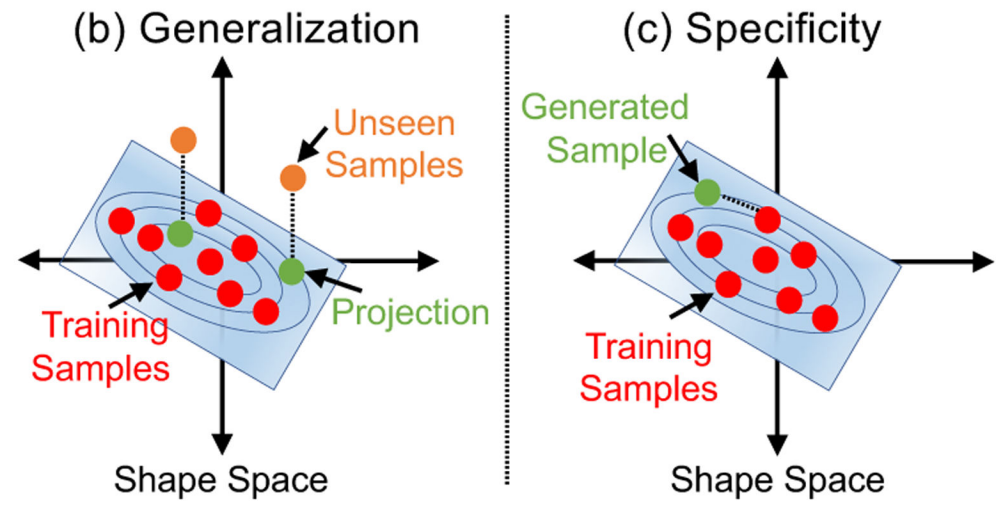 (b) Generalization
Unseen
Samples
Projection
Training
Samples
Shape Space
(c) Specificity
Generated
Sample
Training
Samples
Shape Space